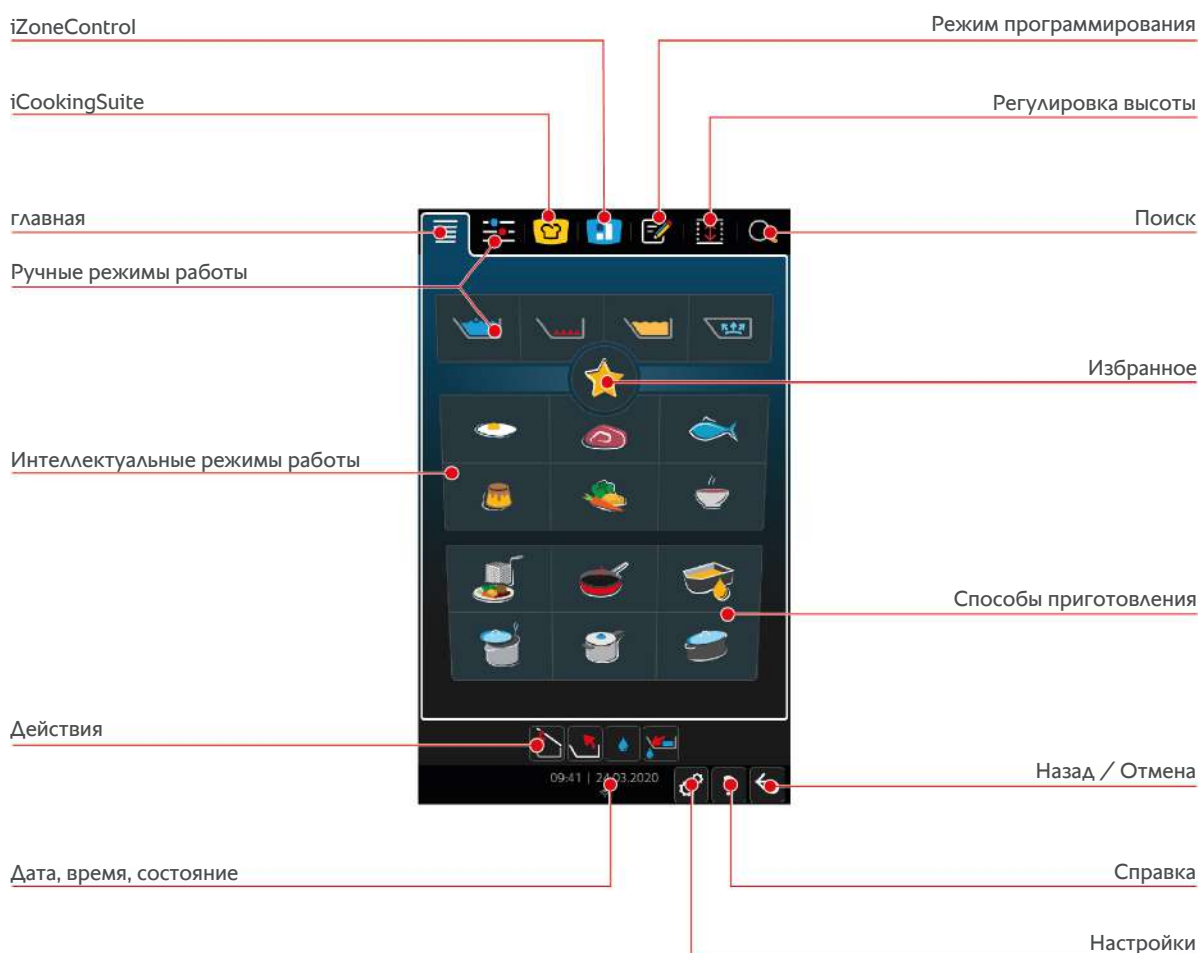 iZoneControl
Режим программирования
iCookingSuite
Регулировка высоты
главная
Поиск
Ручные режимы работы
Избранное
Интеллектуальные режимы работы
Способы приготовления
Действия
09:41 | 24.03.2020
Назад / Отмена
Дата, время, состояние
Справка
Настройки